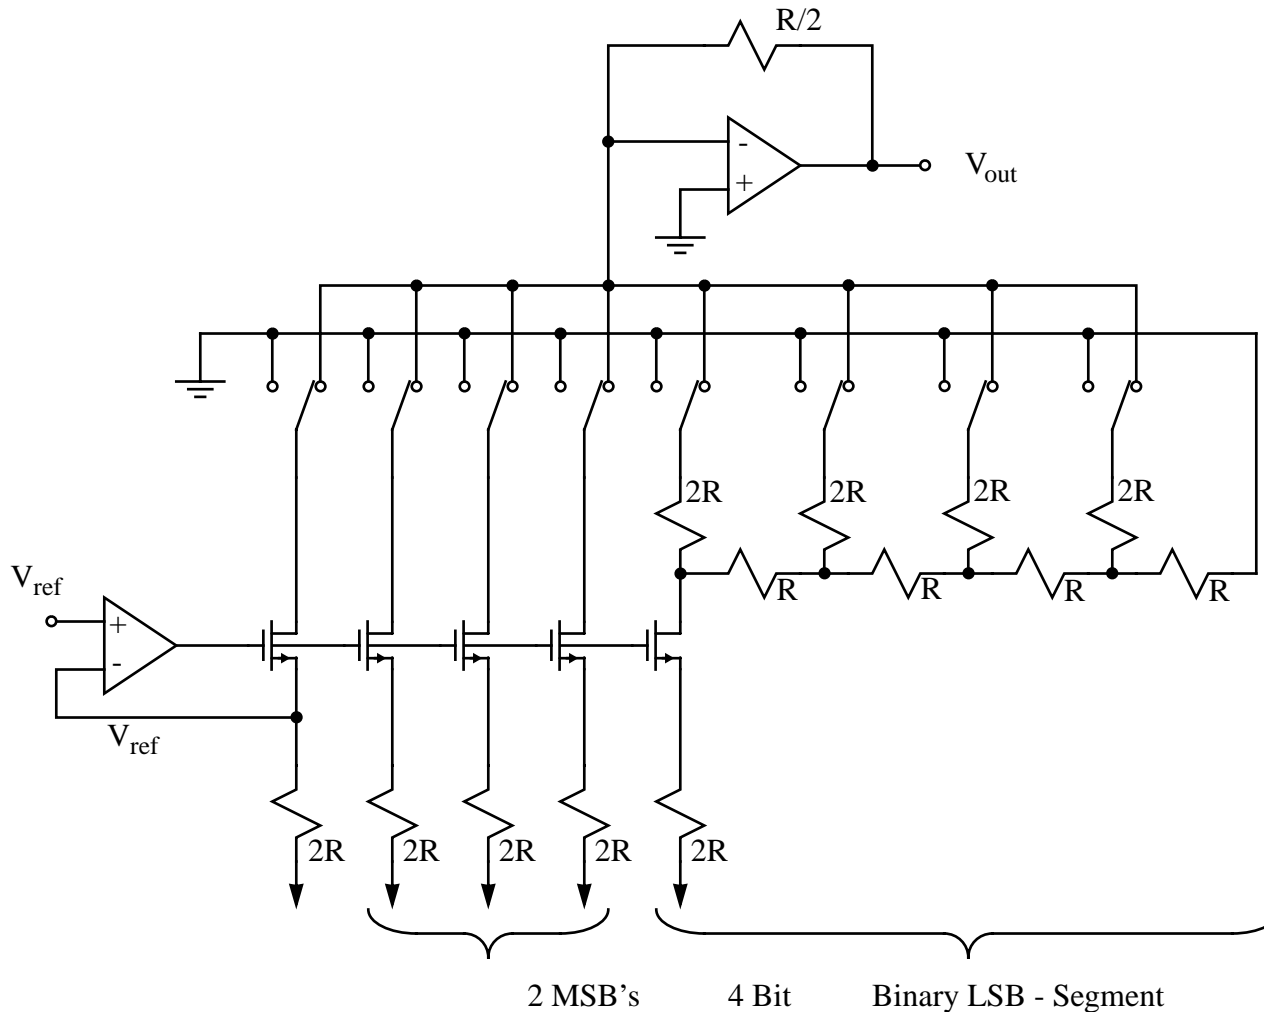 R/2
-
+
Vout
2R
2R
2R
2R
Vref
R
R
R
R
+
-
Vref
2R
2R
2R
2R
2R
2 MSB's 4 Bit Binary LSB - Segment